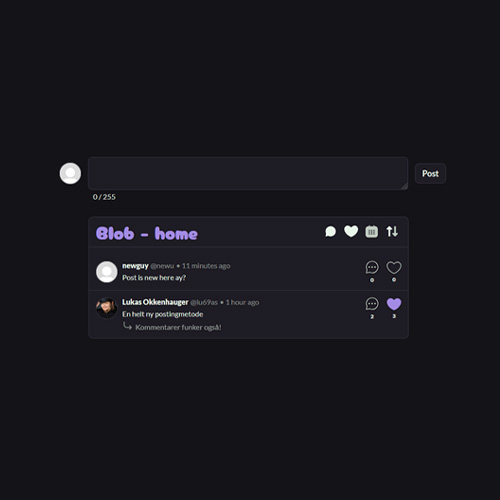 Post
0 / 255
Blob - home
newguy @newu • 11 minutes ago
Post is new here ay?
0 0
Lukas Okkenhauger @lu69as • 1 hour ago
En helt ny postingmetode
Kommentarer funker også!
2 3